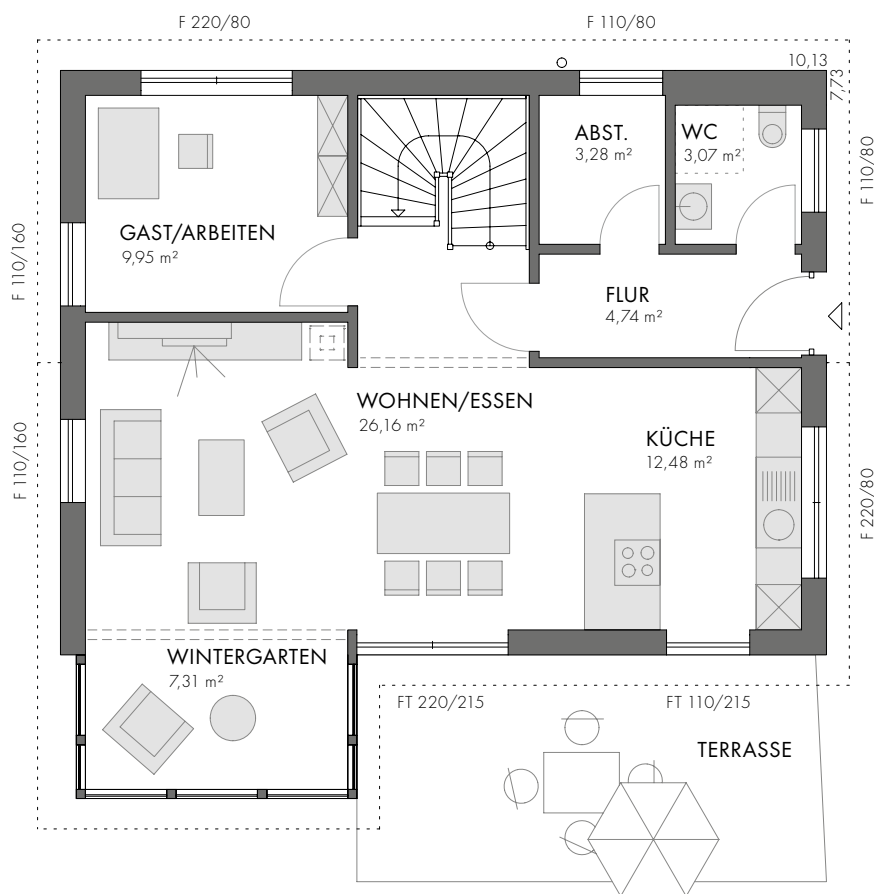 F 220/80
F 110/80
10,13
7,73
ABST.
3,28 m²
WC
3,07 m²
F 110/80
GAST/ARBEITEN
9,95 m²
F 110/160
FLUR
4,74 m²
WOHNEN/ESSEN
26,16 m²
KÜCHE
12,48 m²
F 110/160
F 220/80
WINTERGARTEN
7,31 m²
FT 220/215
FT 110/215
TERRASSE